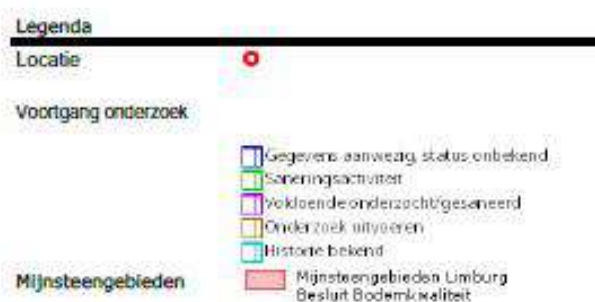 Legenda
Locatie
Voortgang onderzoek
Gegevens aanwezig, status onbekend
Saneringsactiviteit
Voldoende onderzocht/gesaneerd
Onderzoek uitvoeren
Historie bekend
Mijnsteengebieden
Mijnsteengebieden Limburg
Besluit Bodemkwaliteit